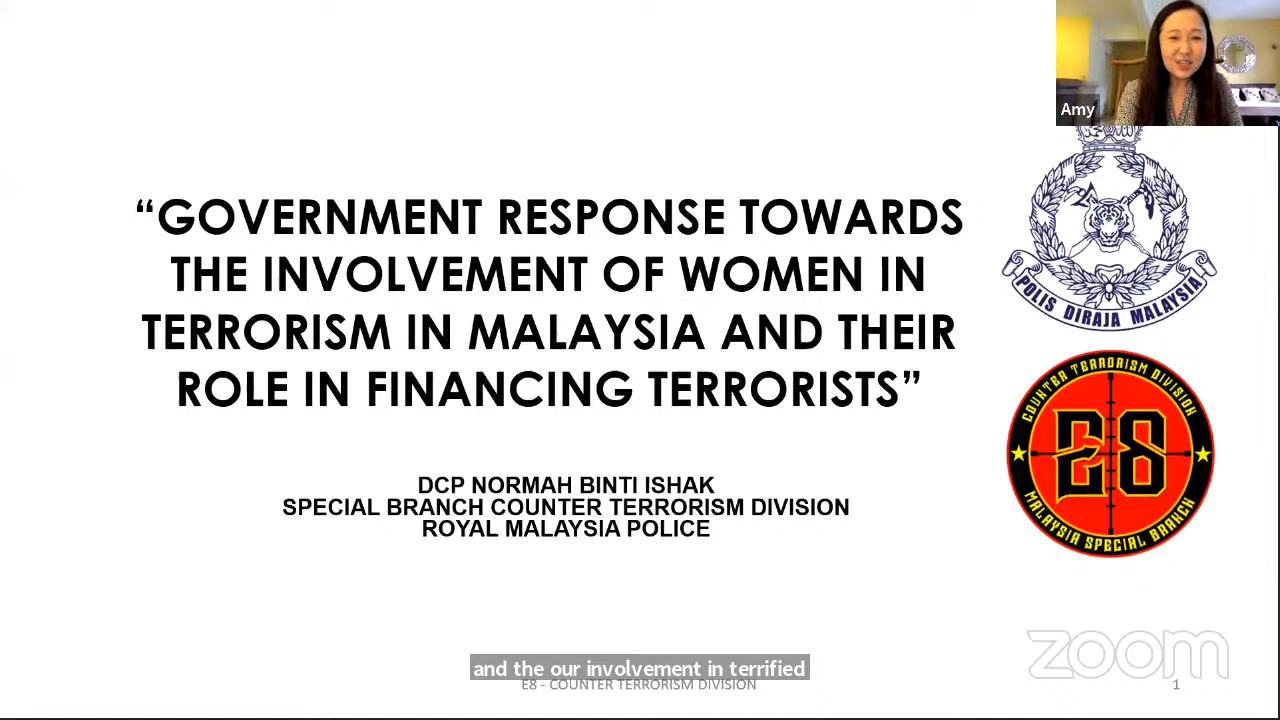 Amy
“GOVERNMENT RESPONSE TOWARDS
THE INVOLVEMENT OF WOMEN IN
TERRORISM IN MALAYSIA AND THEIR
ROLE IN FINANCING TERRORISTS”
POLIS DIRAJA MALAYSIA
COUNTER TERRORISM DIVISION
E8
MALAYSIA SPECIAL BRANCH
DCP NORMAH BINTI ISHAK
SPECIAL BRANCH COUNTER TERRORISM DIVISION
ROYAL MALAYSIA POLICE
zoom
and the our involvement in terrified
E8 - COUNTER TERRORISM DIVISION
1